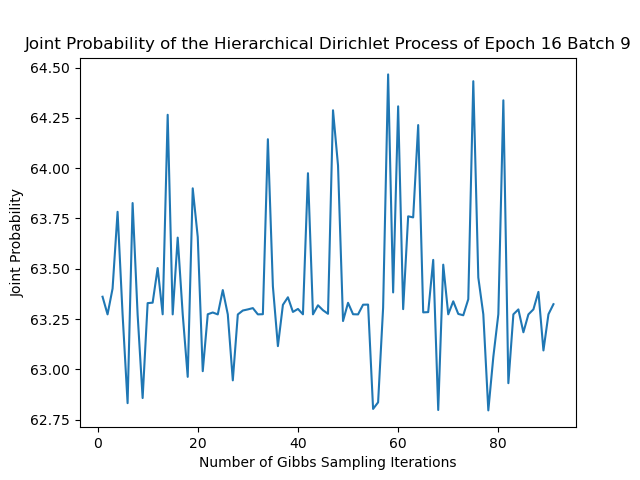 Joint Probability of the Hierarchical Dirichlet Process of Epoch 16 Batch 9
64.50
64.25
64.00
63.75
63.50
63.25
63.00
62.75
Joint Probability
0 20 40 60 80
Number of Gibbs Sampling Iterations